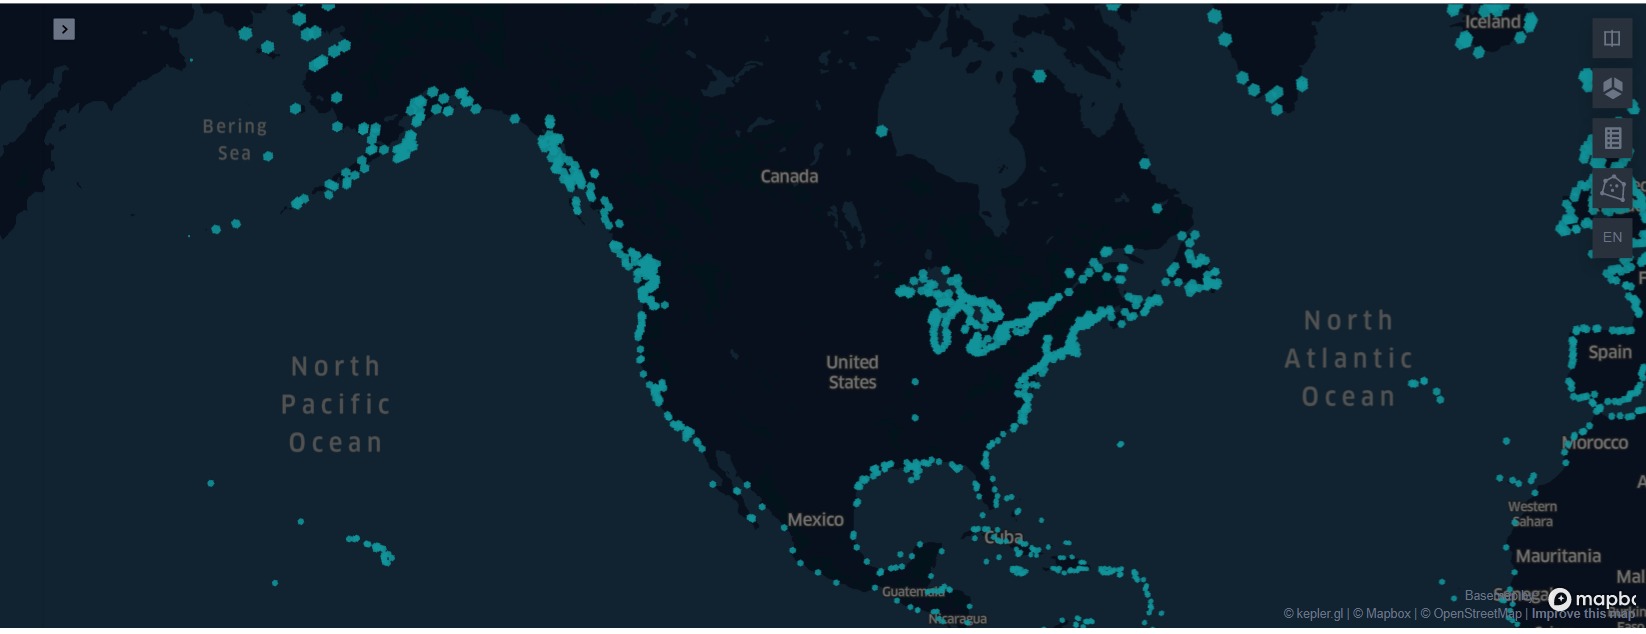 Iceland
Bering
Sea
Canada
EN
North
Pacific
Ocean
United
States
North
Atlantic
Ocean
Spain
Morocco
Mexico
Cuba
Western
Sahara
Mauritania
Mal
Guatemala
Nicaragua
Senegal
mapbo
© kepler.gl | © Mapbox | © OpenStreetMap | Improve this map